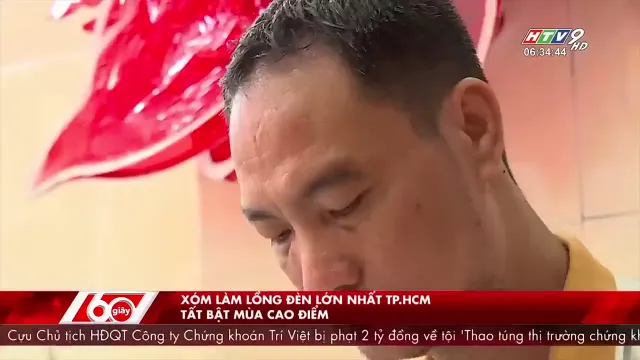 HTV9 HD
06:34:44
60 giây
XÓM LÀM LỒNG ĐÈN LỚN NHẤT TP.HCM
TẤT BẬT MÙA CAO ĐIỂM
Cựu Chủ tịch HĐQT Công ty Chứng khoán Trí Việt bị phạt 2 tỷ đồng về tội 'Thao túng thị trường chứng k